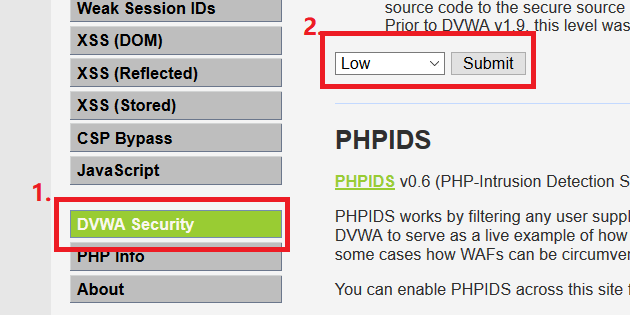 Weak Session IDs
XSS (DOM)
XSS (Reflected)
XSS (Stored)
CSP Bypass
JavaScript
1.
DVWA Security
PHP Info
About
source code to the secure source
Prior to DVWA v1.9, this level was
2.
Low
Submit
PHPIDS
PHPIDS v0.6 (PHP-Intrusion Detection S
PHPIDS works by filtering any user suppl
DVWA to serve as a live example of how
some cases how WAFs can be circumver
You can enable PHPIDS across this site f